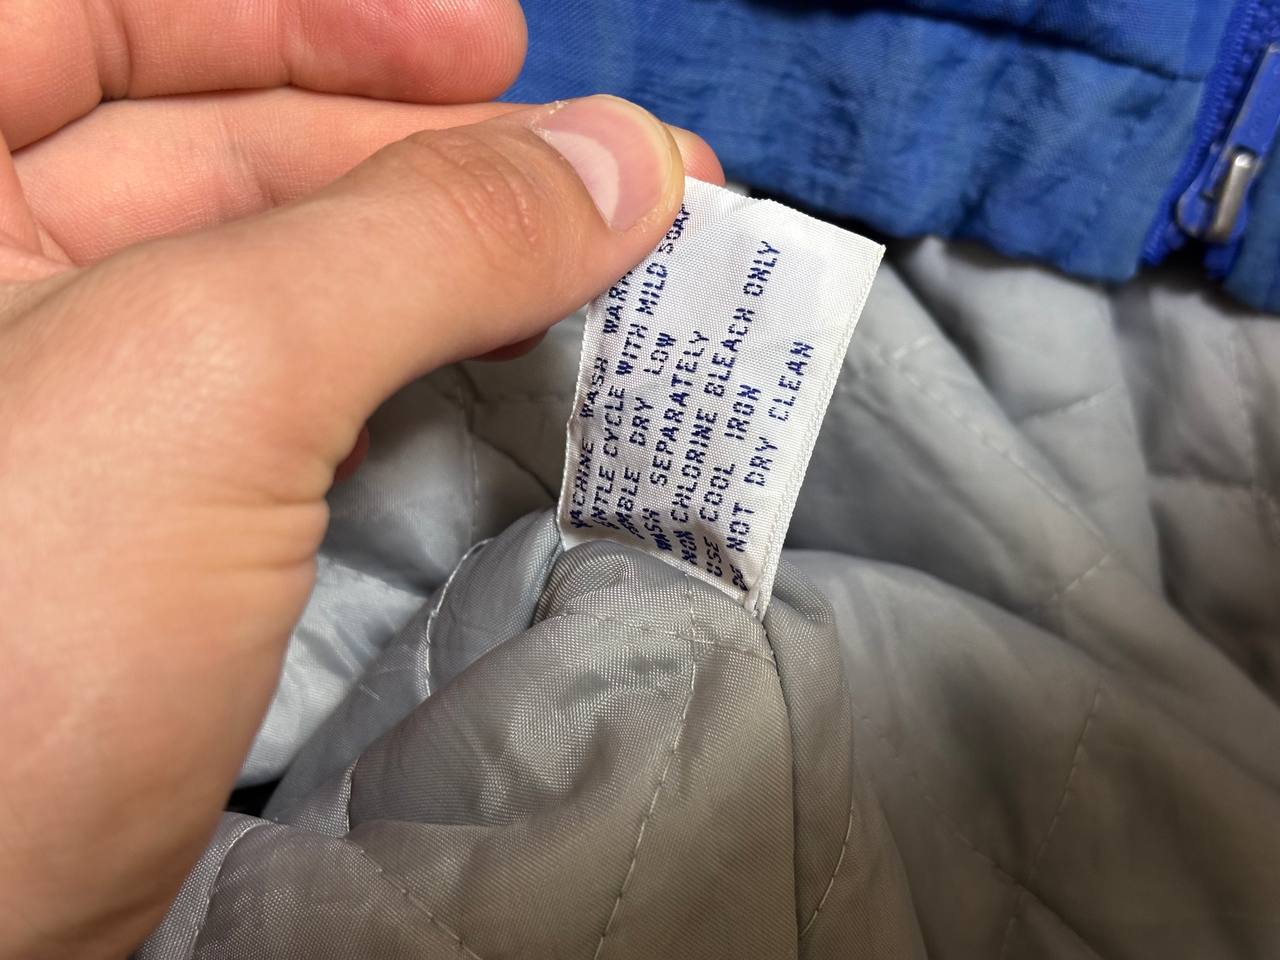 MACHINE WASH WARM
GENTLE CYCLE WITH MILD SOAP
TUMBLE DRY LOW
WASH SEPARATELY
NON CHLORINE BLEACH ONLY
USE COOL IRON
DO NOT DRY CLEAN